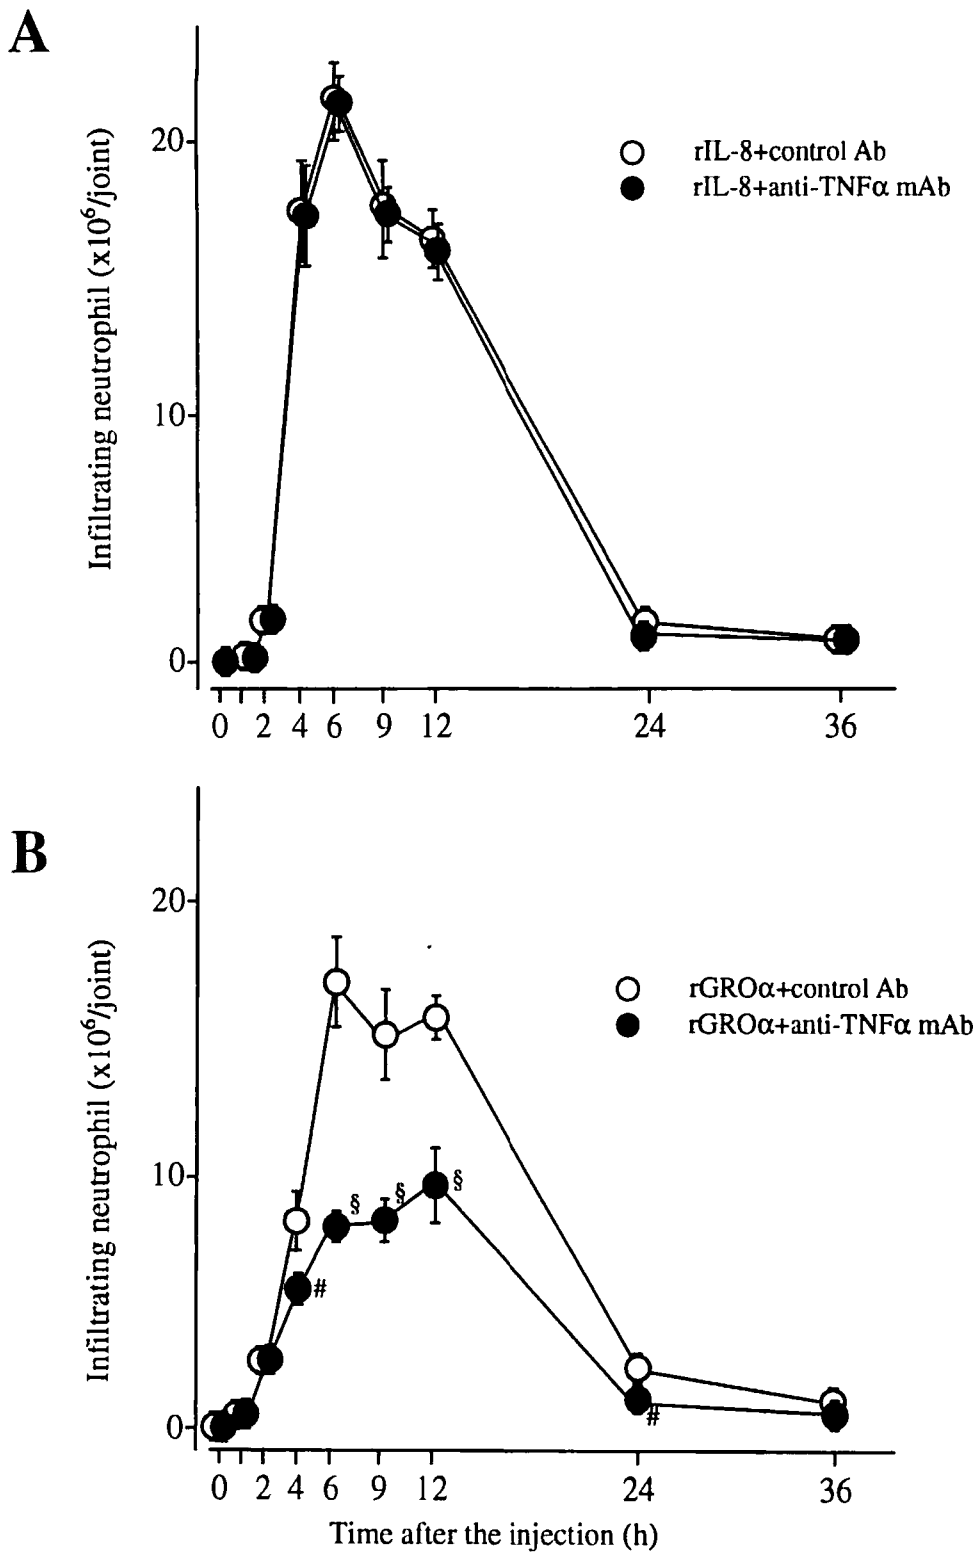 A
Infiltrating neutrophil (x10⁶/joint)
20
10
0
rIL-8+control Ab
rIL-8+anti-TNFα mAb
0 2 4 6 9 12 24 36
B
Infiltrating neutrophil (x10⁶/joint)
20
10
0
rGROα+control Ab
rGROα+anti-TNFα mAb
§ § §
#
#
0 2 4 6 9 12 24 36
Time after the injection (h)